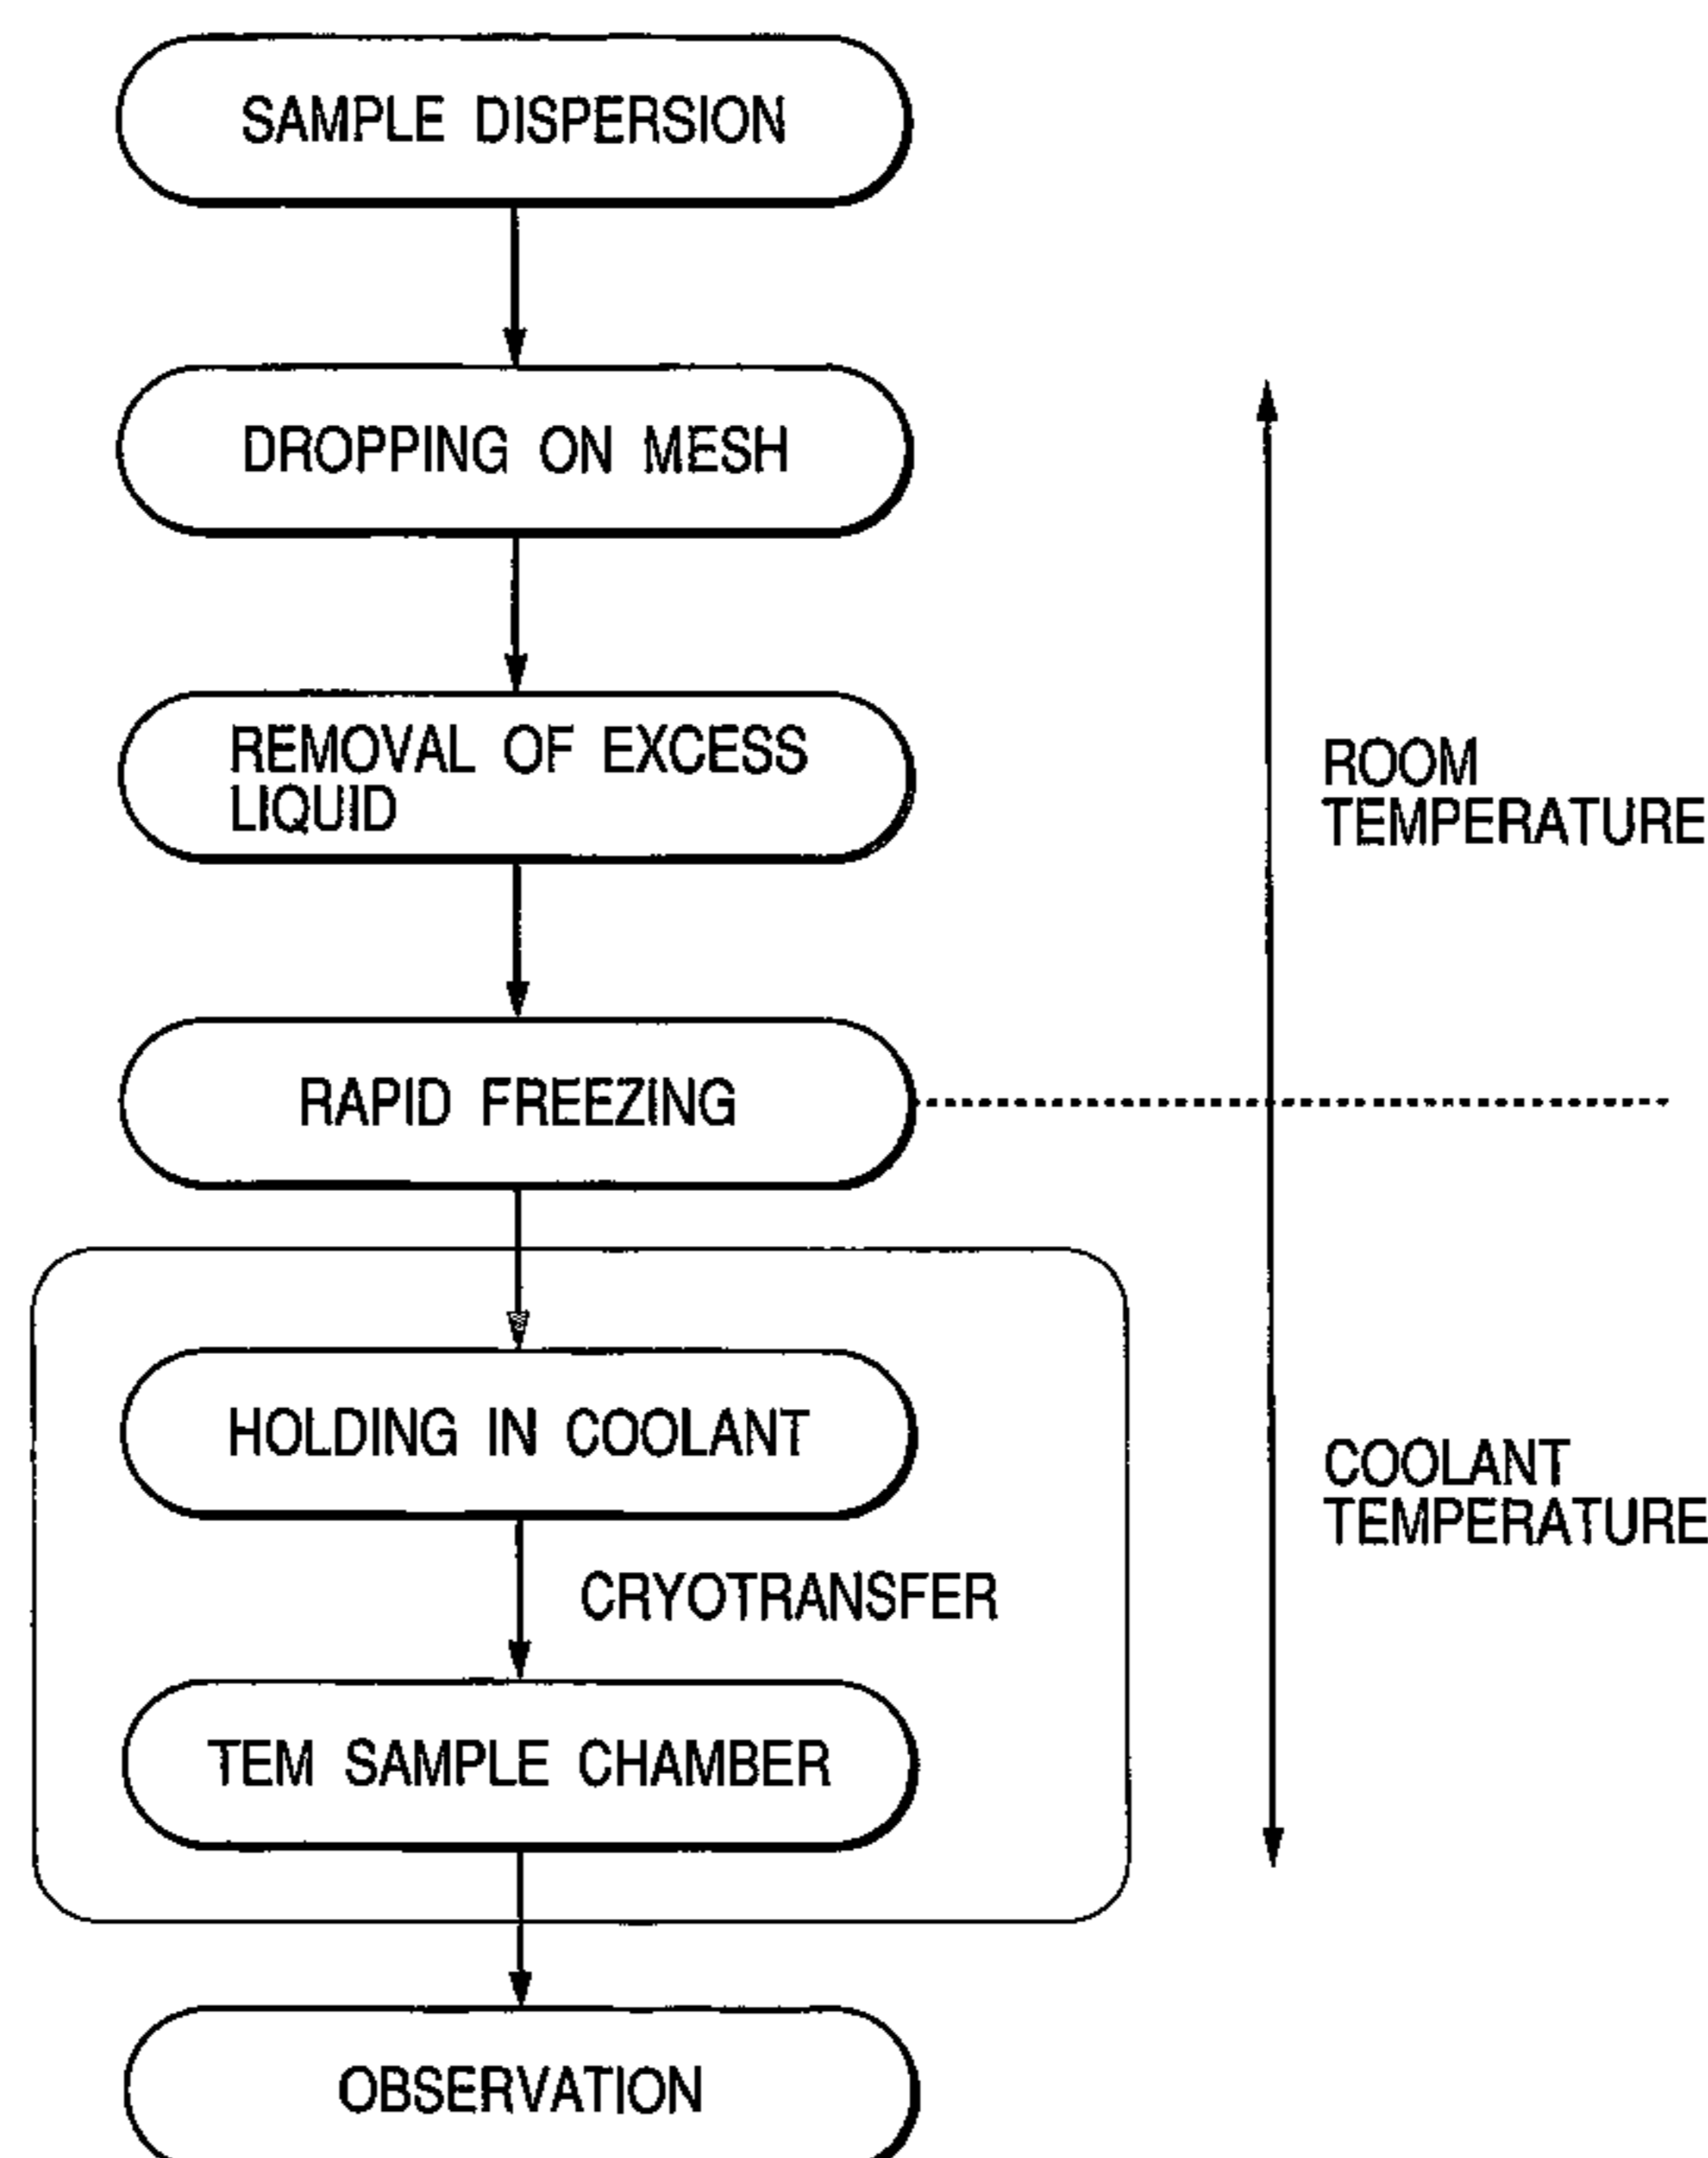 SAMPLE DISPERSION
DROPPING ON MESH
REMOVAL OF EXCESS
LIQUID
ROOM
TEMPERATURE
RAPID FREEZING
HOLDING IN COOLANT
COOLANT
TEMPERATURE
CRYOTRANSFER
TEM SAMPLE CHAMBER
OBSERVATION